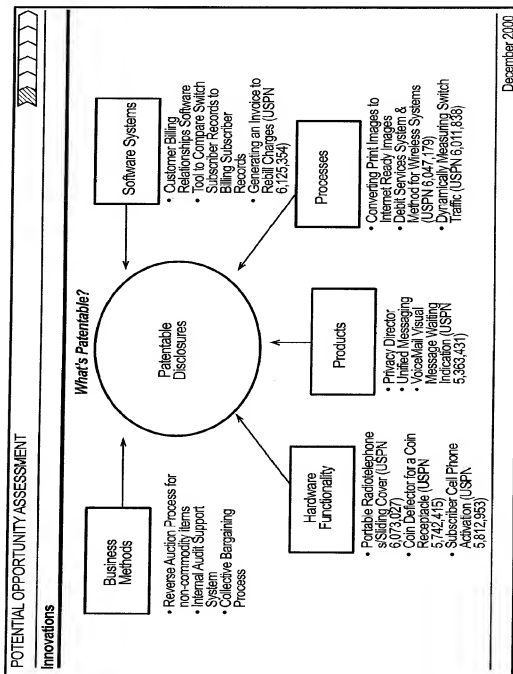 POTENTIAL OPPORTUNITY ASSESSMENT
Innovations
What's Patentable?
Business
Methods
• Reverse Auction Process for
non-commodity items
• Internal Audit Support
System
• Collective Bargaining
Process
Patentable
Disclosures
Software Systems
• Customer Billing
Relationships Software
• Tool to Compare Switch
Subscriber Records to
Billing Subscriber
Records
• Generating an Invoice to
Rebill Charges (USPN
6,125,354)
Hardware
Functionality
• Portable Radiotelephone
s/Sliding Cover (USPN
6,073,027)
• Coin Deflector for a Coin
Receptacle (USPN
5,742,415)
• Subscriber Cell Phone
Activation (USPN
5,812,953)
Products
• Privacy Director
• Unified Messaging
• VoiceMail Visual
Message Waiting
Indication (USPN
5,363,431)
Processes
• Converting Print Images to
Internet Ready Images
• Debit Services System &
Method for Wireless Systems
(USPN 6,047,179)
• Dynamically Measuring Switch
Traffic (USPN 6,011,838)
December 2000